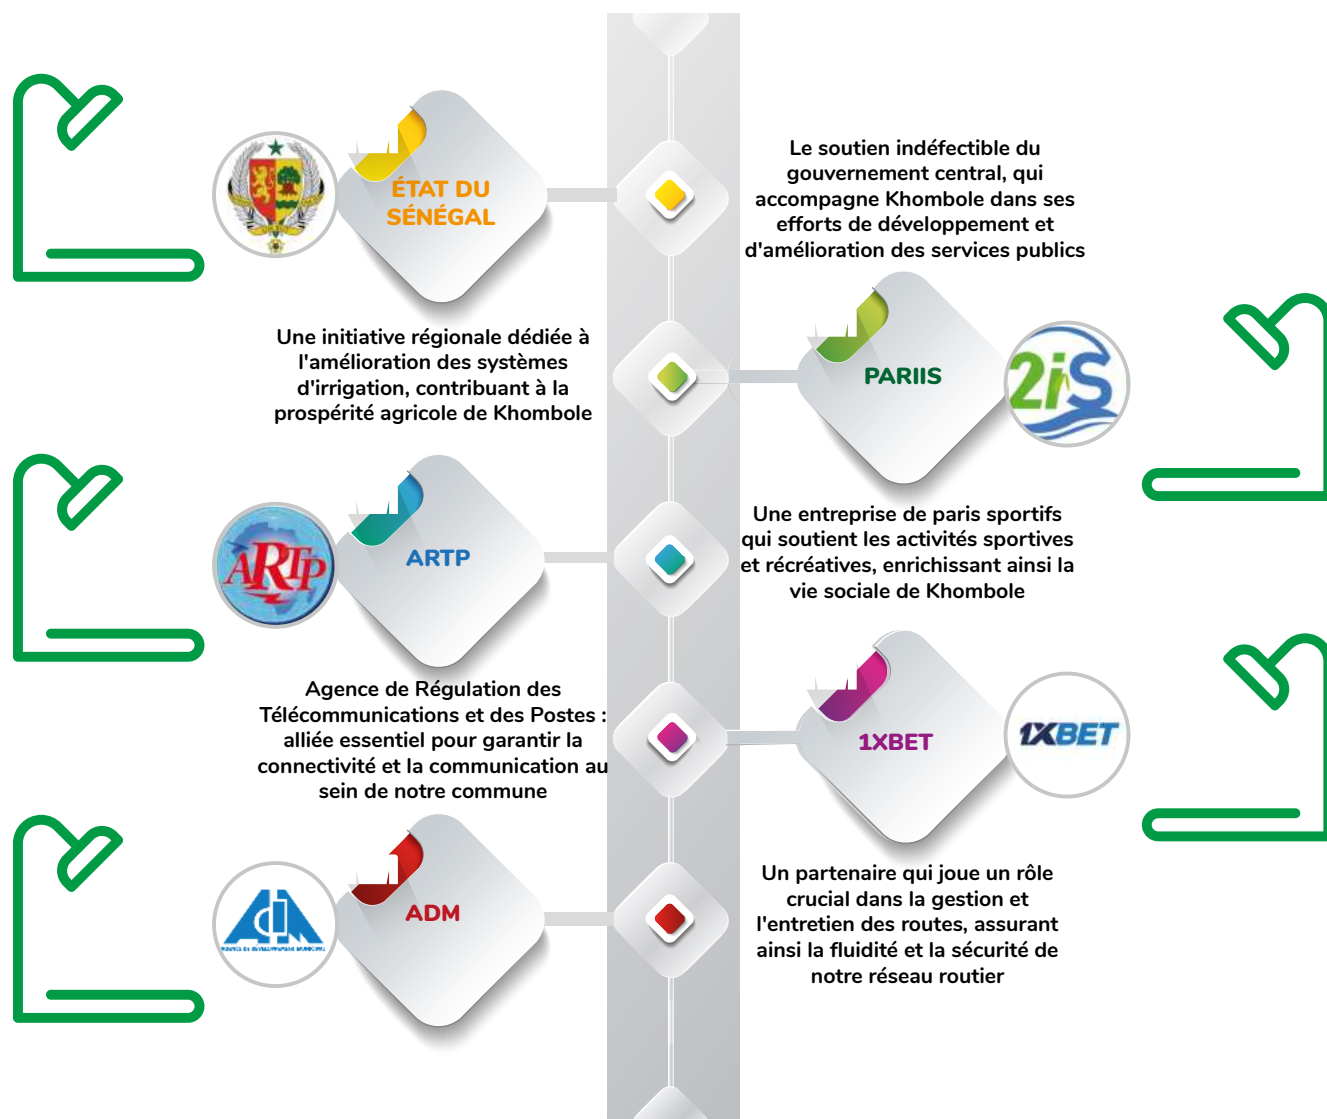 ÉTAT DU
SÉNÉGAL
Le soutien indéfectible du
gouvernement central, qui
accompagne Khombole dans ses
efforts de développement et
d'amélioration des services publics
Une initiative régionale dédiée à
l'amélioration des systèmes
d'irrigation, contribuant à la
prospérité agricole de Khombole
PARIIS
2iS
ARTP
ARTP
Une entreprise de paris sportifs
qui soutient les activités sportives
et récréatives, enrichissant ainsi la
vie sociale de Khombole
Agence de Régulation des
Télécommunications et des Postes :
alliée essentiel pour garantir la
connectivité et la communication au
sein de notre commune
1XBET
1XBET
ADM
AGENCE DE DEVELOPPEMENT MUNICIPAL
ADM
Un partenaire qui joue un rôle
crucial dans la gestion et
l'entretien des routes, assurant
ainsi la fluidité et la sécurité de
notre réseau routier